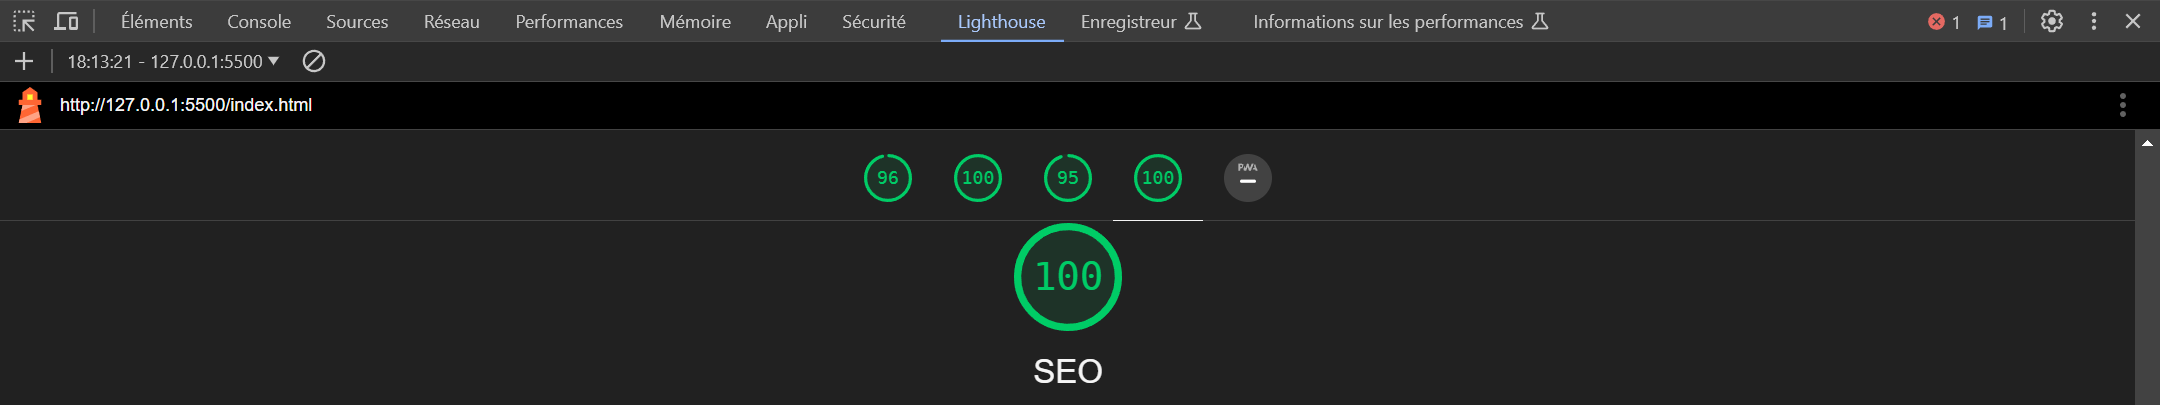 Éléments Console Sources Réseau Performances Mémoire Appli Sécurité Lighthouse Enregistreur Informations sur les performances 1 1
18:13:21 - 127.0.0.1:5500
http://127.0.0.1:5500/index.html
96 100 95 100 PWA
100
SEO